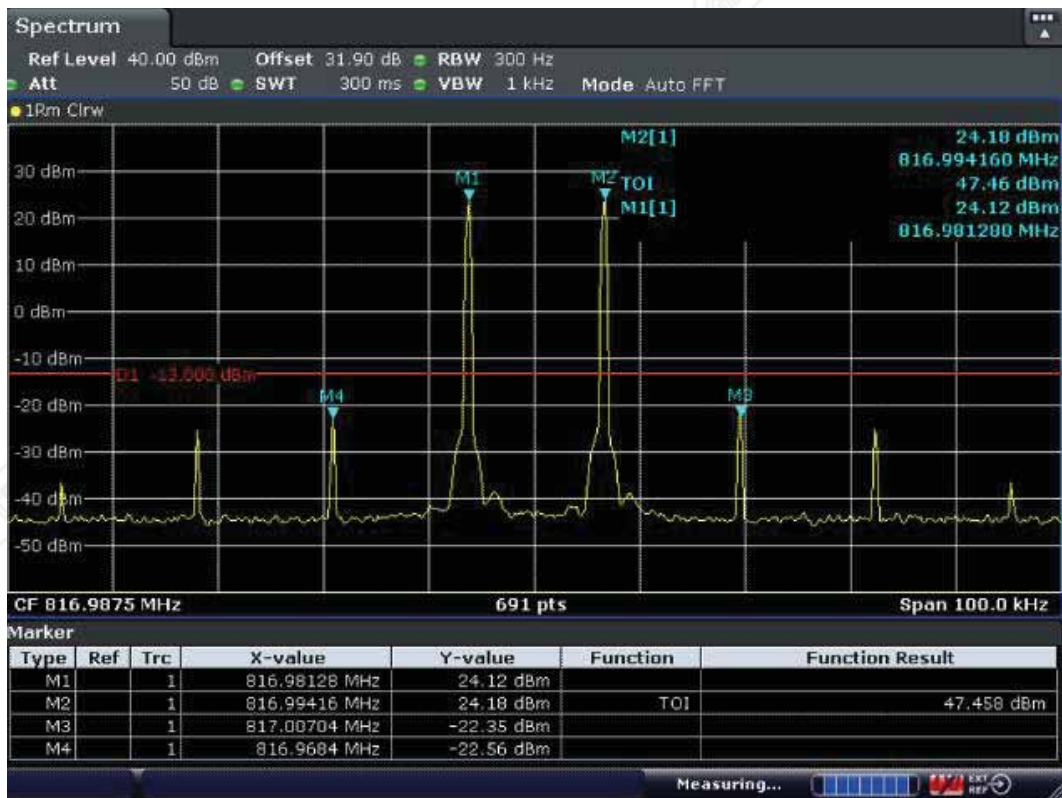 Spectrum
Ref Level 40.00 dBm Offset 31.90 dB RBW 300 Hz
Att 50 dB SWT 300 ms VBW 1 kHz Mode Auto FFT
1Rm Clrw
M2[1] 24.18 dBm
816.994160 MHz
TOI 47.46 dBm
M1[1] 24.12 dBm
816.981280 MHz
30 dBm
M1
M2
20 dBm
10 dBm
0 dBm
-10 dBm
D1 -13.000 dBm
-20 dBm
M4
M3
-30 dBm
-40 dBm
-50 dBm
CF 816.9875 MHz 691 pts Span 100.0 kHz
Marker
Type Ref Trc X-value Y-value Function Function Result
M1 1 816.98128 MHz 24.12 dBm
M2 1 816.99416 MHz 24.18 dBm TOI 47.458 dBm
M3 1 817.00704 MHz -22.35 dBm
M4 1 816.9684 MHz -22.56 dBm
Measuring... EXT REF